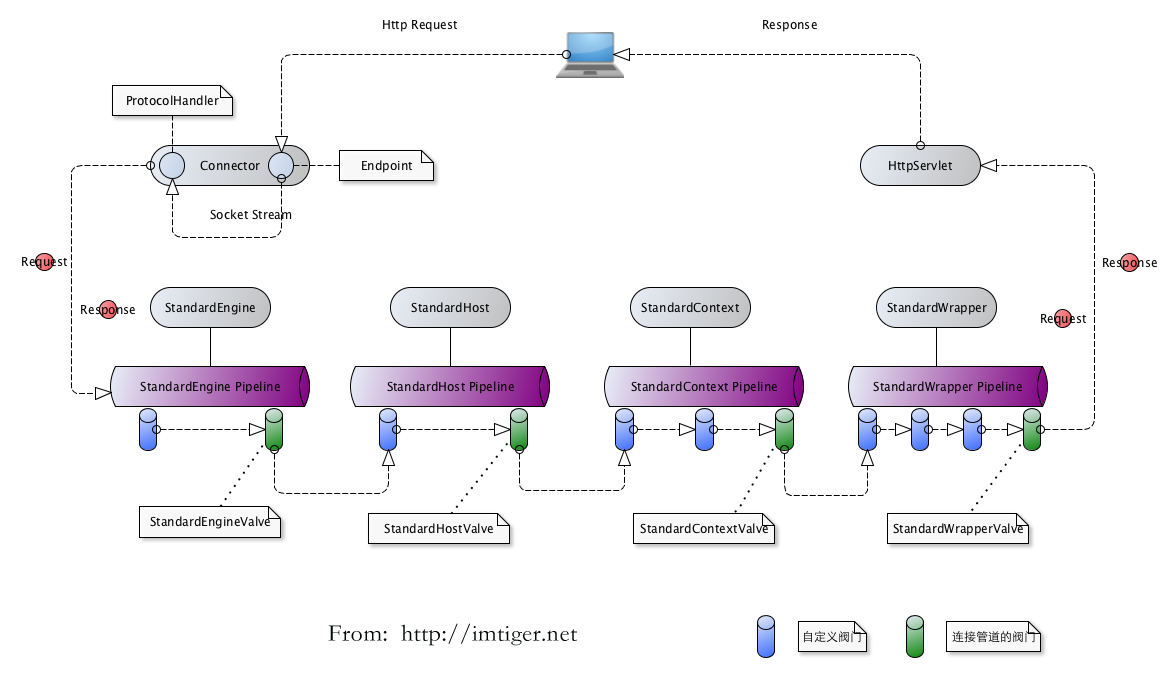 Http Request
Response
ProtocolHandler
Connector
Endpoint
HttpServlet
Socket Stream
Request
Response
Response
Request
StandardEngine
StandardHost
StandardContext
StandardWrapper
StandardEngine Pipeline
StandardHost Pipeline
StandardContext Pipeline
StandardWrapper Pipeline
StandardEngineValve
StandardHostValve
StandardContextValve
StandardWrapperValve
From: http://imtiger.net
自定义阀门
连接管道的阀门